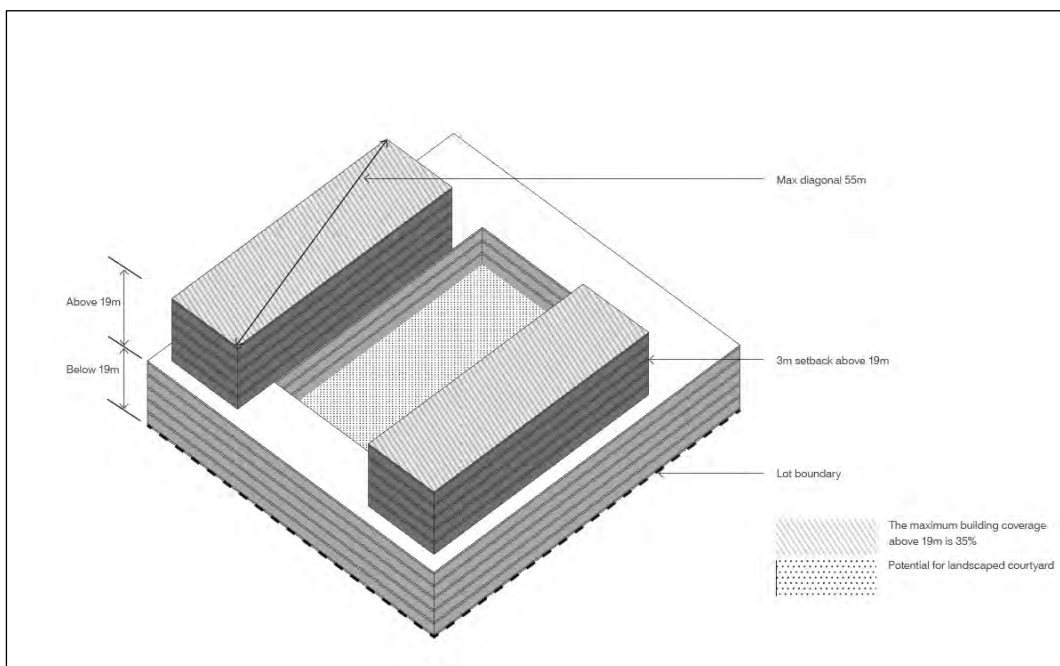 Max diagonal 55m
Above 19m
Below 19m
3m setback above 19m
Lot boundary
The maximum building coverage
above 19m is 35%
Potential for landscaped courtyard